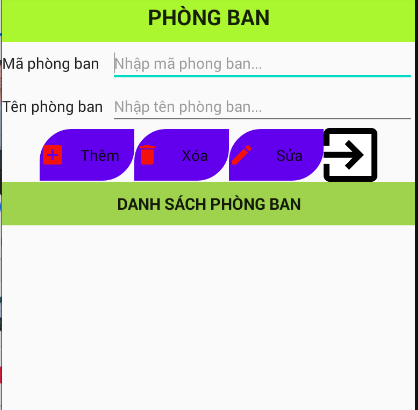 PHÒNG BAN
Mã phòng ban Nhập mã phong ban...
Tên phòng ban Nhập tên phòng ban...
Thêm Xóa Sửa
DANH SÁCH PHÒNG BAN